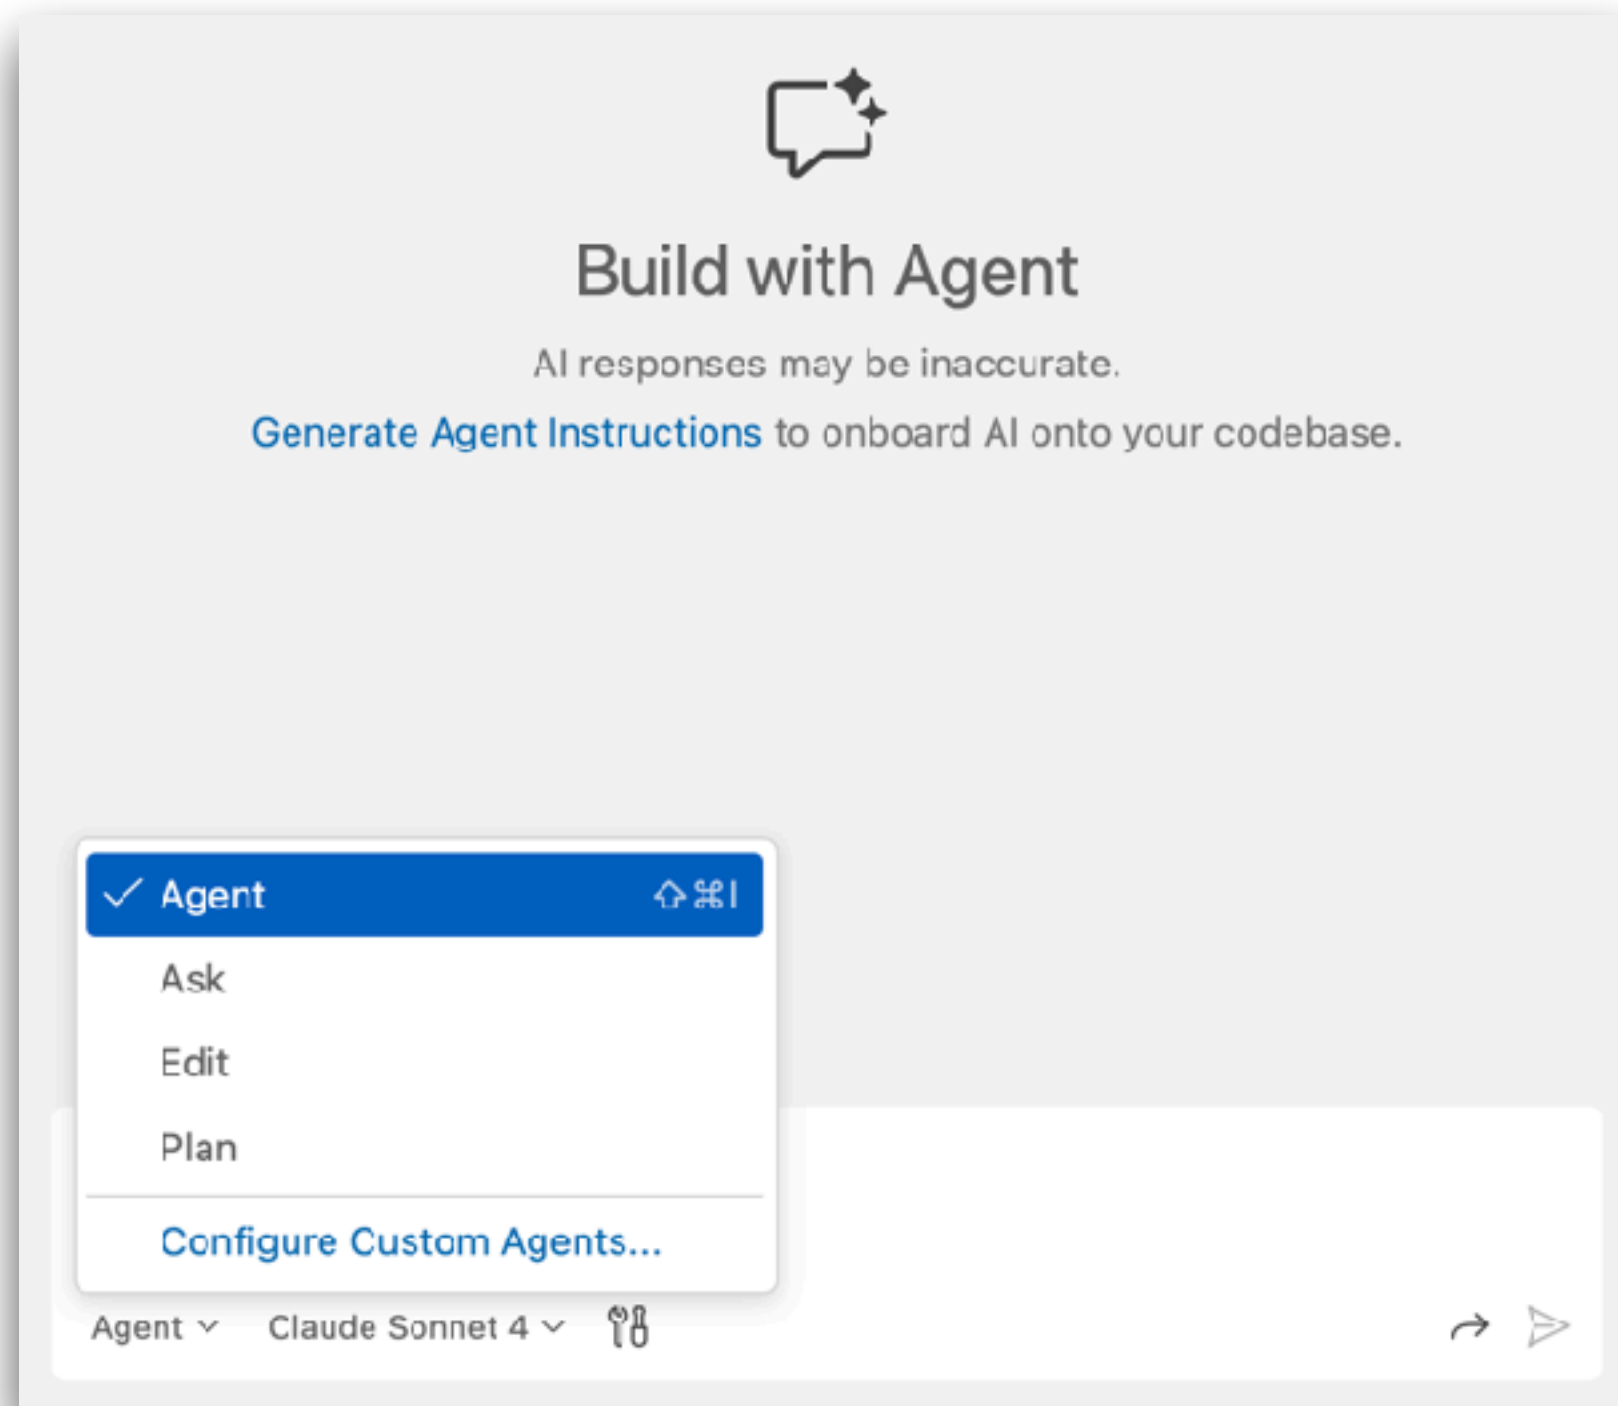 Build with Agent
AI responses may be inaccurate.
Generate Agent Instructions to onboard AI onto your codebase.
Agent ⇧⌘I
Ask
Edit
Plan
Configure Custom Agents...
Agent Claude Sonnet 4